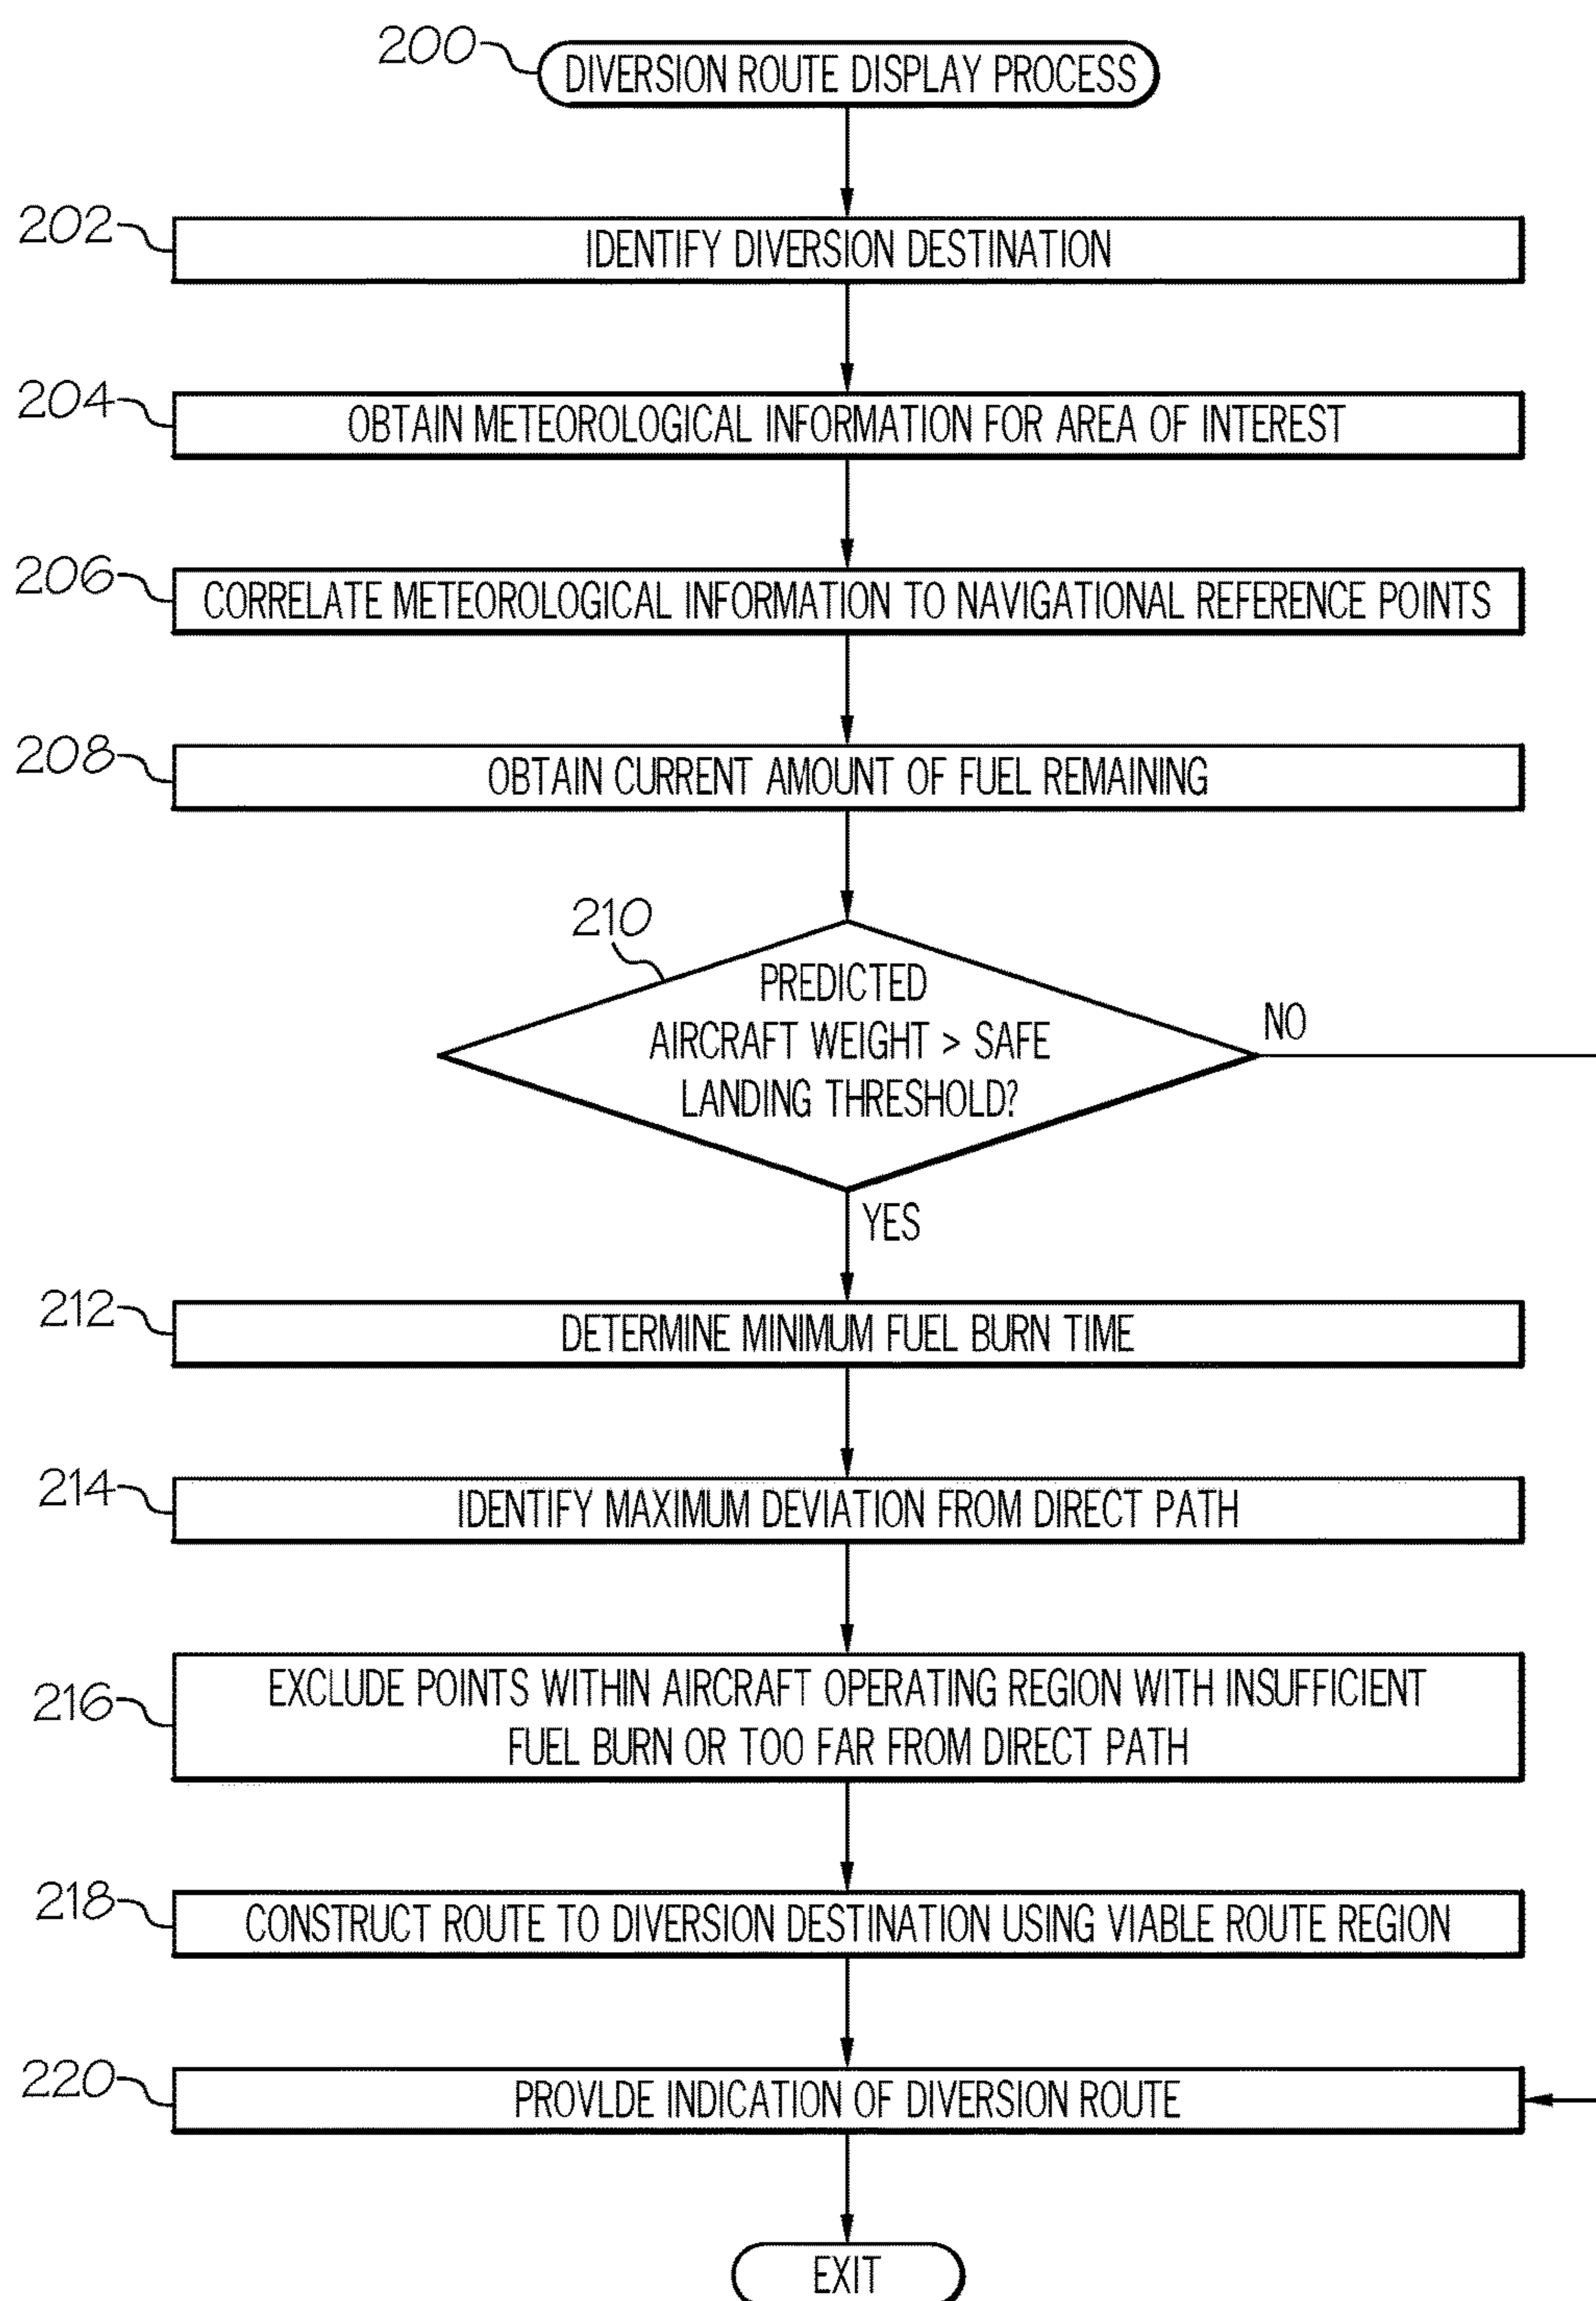 200
DIVERSION ROUTE DISPLAY PROCESS
202
IDENTIFY DIVERSION DESTINATION
204
OBTAIN METEOROLOGICAL INFORMATION FOR AREA OF INTEREST
206
CORRELATE METEOROLOGICAL INFORMATION TO NAVIGATIONAL REFERENCE POINTS
208
OBTAIN CURRENT AMOUNT OF FUEL REMAINING
210
PREDICTED
AIRCRAFT WEIGHT > SAFE
LANDING THRESHOLD?
NO
YES
212
DETERMINE MINIMUM FUEL BURN TIME
214
IDENTIFY MAXIMUM DEVIATION FROM DIRECT PATH
216
EXCLUDE POINTS WITHIN AIRCRAFT OPERATING REGION WITH INSUFFICIENT
FUEL BURN OR TOO FAR FROM DIRECT PATH
218
CONSTRUCT ROUTE TO DIVERSION DESTINATION USING VIABLE ROUTE REGION
220
PROVLDE INDICATION OF DIVERSION ROUTE
EXIT